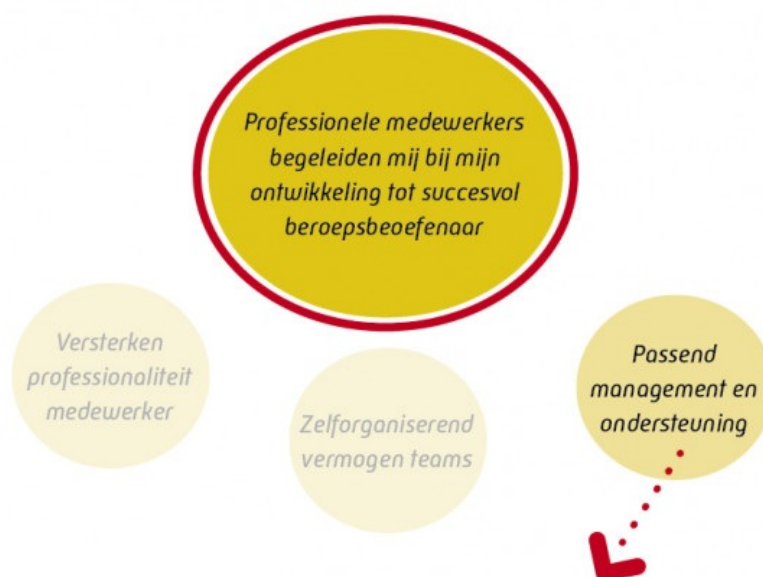 Professionele medewerkers
begeleiden mij bij mijn
ontwikkeling tot succesvol
beroepsbeoefenaar
Versterken
professionaliteit
medewerker
Zelforganiserend
vermogen teams
Passend
management en
ondersteuning